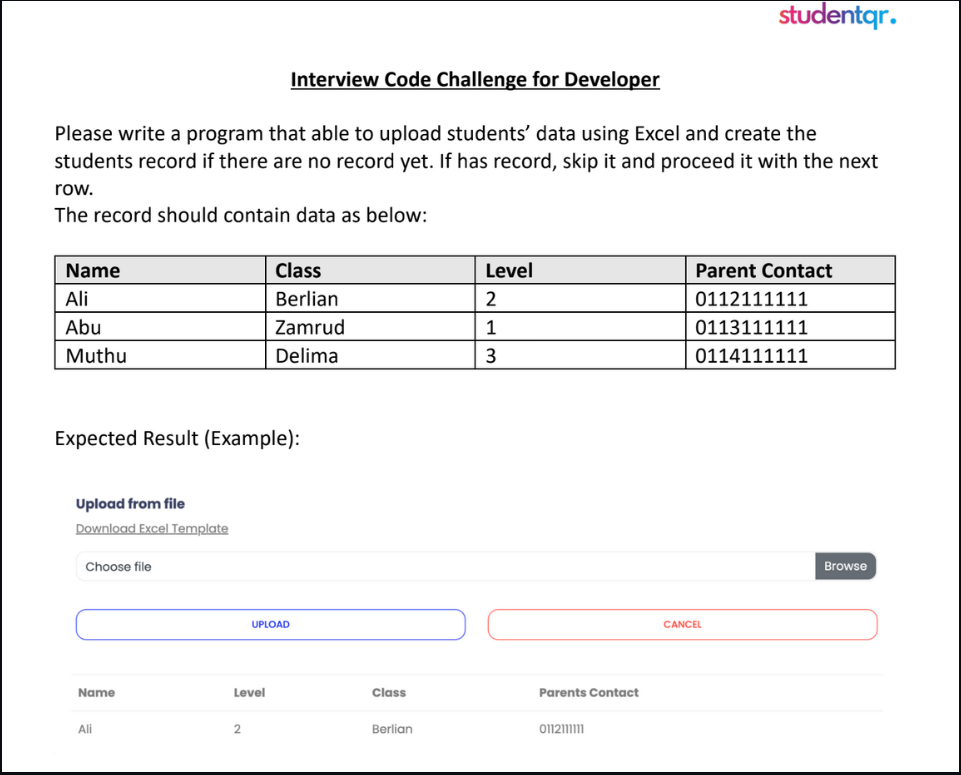 studentqr.
Interview Code Challenge for Developer
Please write a program that able to upload students’ data using Excel and create the
students record if there are no record yet. If has record, skip it and proceed it with the next
row.
The record should contain data as below:
Name Class Level Parent Contact
Ali Berlian 2 0112111111
Abu Zamrud 1 0113111111
Muthu Delima 3 0114111111
Expected Result (Example):
Upload from file
Download Excel Template
Choose file Browse
UPLOAD CANCEL
Name Level Class Parents Contact
Ali 2 Berlian 0112111111